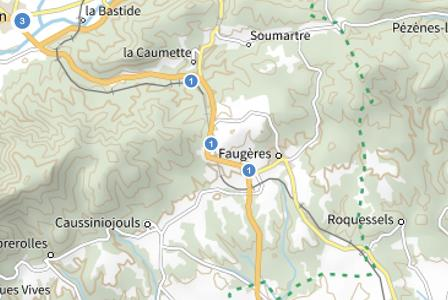 la Bastide
3
Soumartre
Pézènes-l
la Caumette
1
1
Faugères
1
Caussiniojouls
Roquessels
orerolles
ues Vives